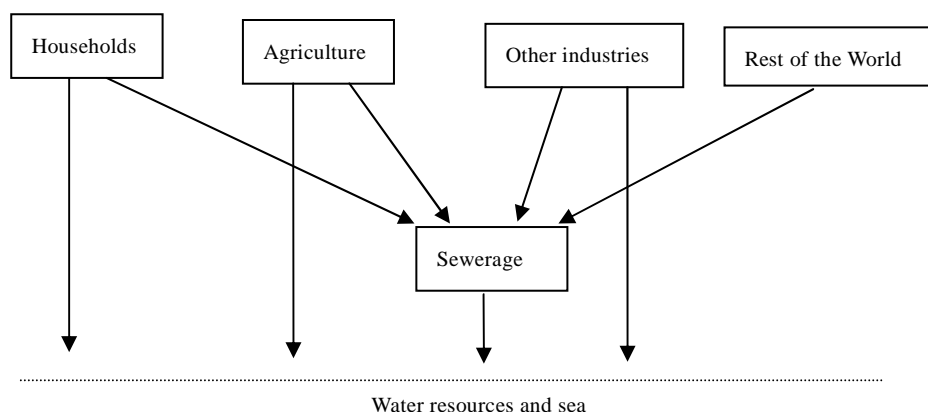 Households
Agriculture
Other industries
Rest of the World
Sewerage
Water resources and sea